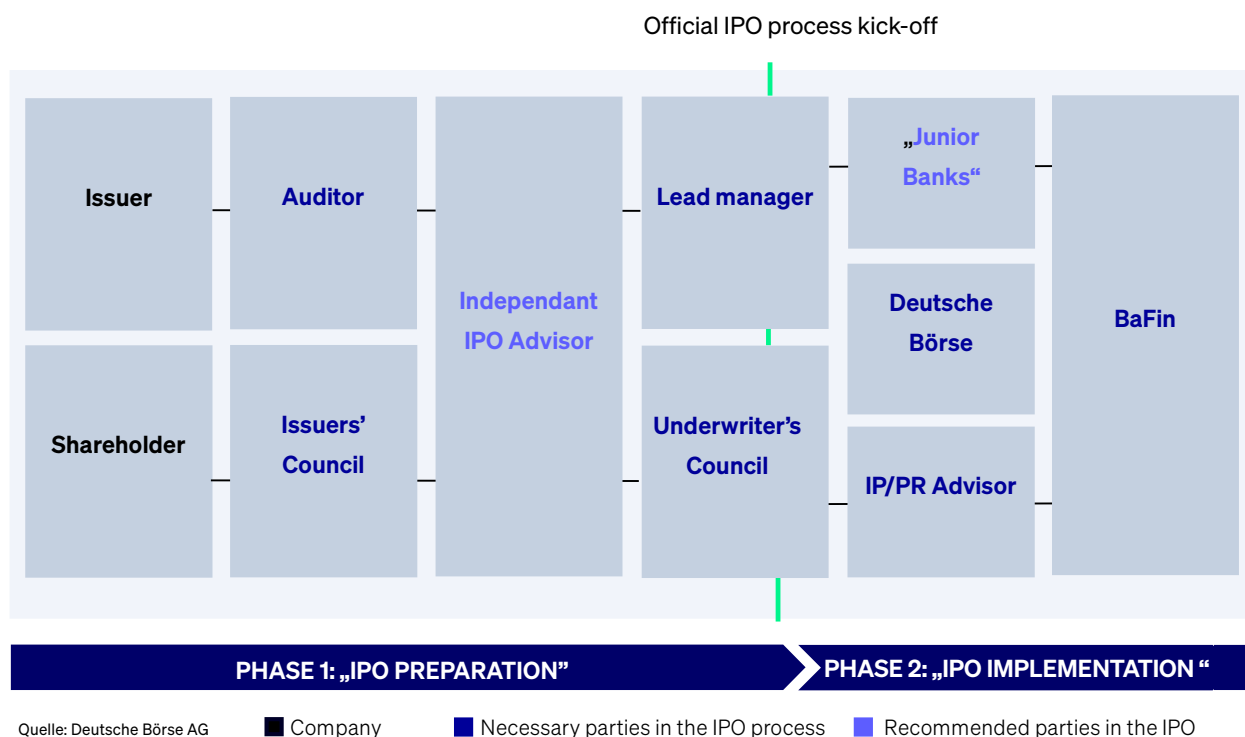 Official IPO process kick-off
Issuer
Auditor
Independant
IPO Advisor
Lead manager
„Junior
Banks“
Deutsche
Börse
BaFin
Shareholder
Issuers’
Council
Underwriter’s
Council
IP/PR Advisor
PHASE 1: „IPO PREPARATION”
PHASE 2: „IPO IMPLEMENTATION “
Quelle: Deutsche Börse AG
Company
Necessary parties in the IPO process
Recommended parties in the IPO